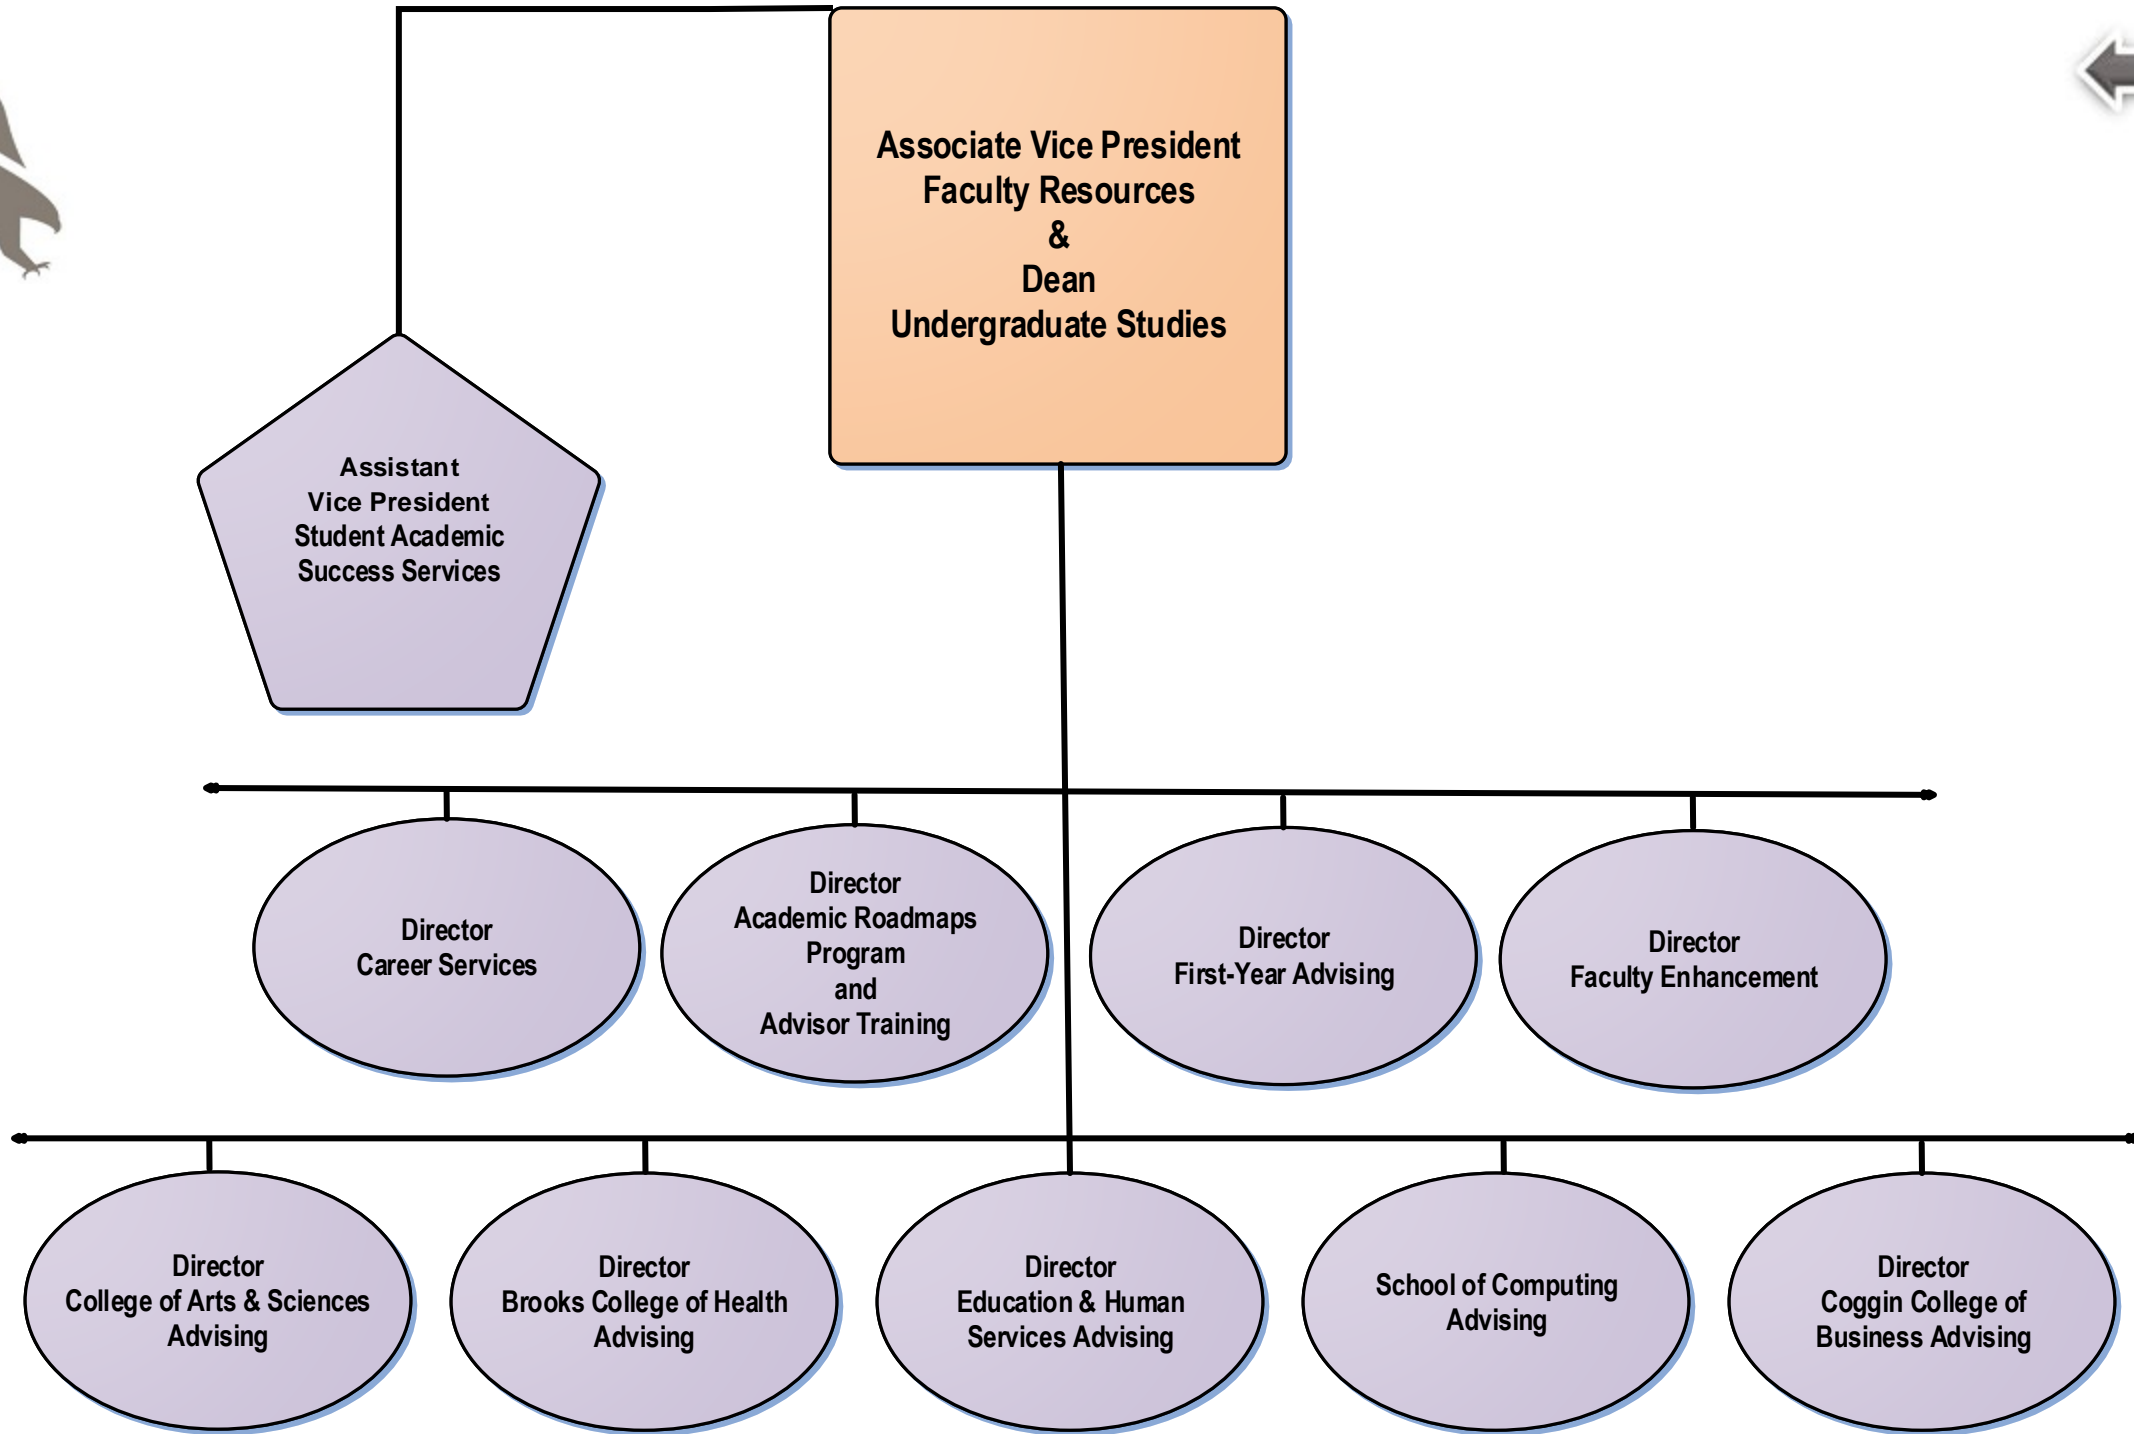 Associate Vice President
Faculty Resources
&
Dean
Undergraduate Studies
Assistant
Vice President
Student Academic
Success Services
Director
Career Services
Director
Academic Roadmaps
Program
and
Advisor Training
Director
First-Year Advising
Director
Faculty Enhancement
Director
College of Arts & Sciences
Advising
Director
Brooks College of Health
Advising
Director
Education & Human
Services Advising
School of Computing
Advising
Director
Coggin College of
Business Advising